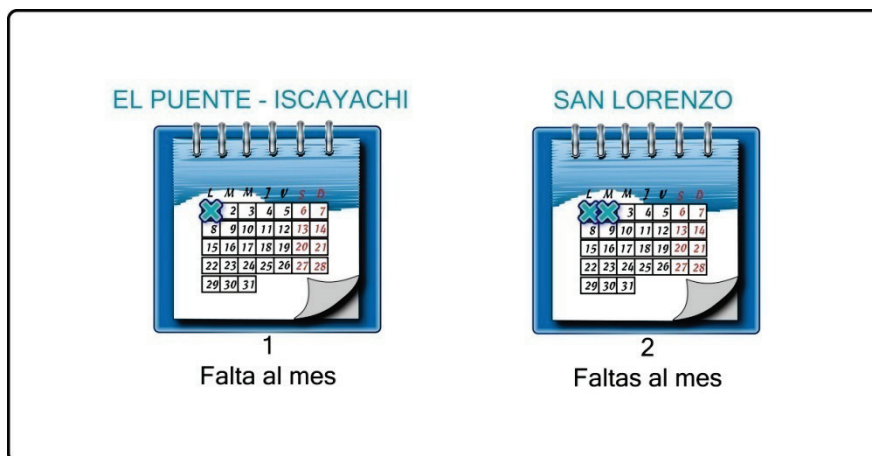 EL PUENTE - ISCAYACHI
L M M J V S D
2 3 4 5 6 7
8 9 10 11 12 13 14
15 16 17 18 19 20 21
22 23 24 25 26 27 28
29 30 31
1
Falta al mes
SAN LORENZO
L M M J V S D
3 4 5 6 7
8 9 10 11 12 13 14
15 16 17 18 19 20 21
22 23 24 25 26 27 28
29 30 31
2
Faltas al mes